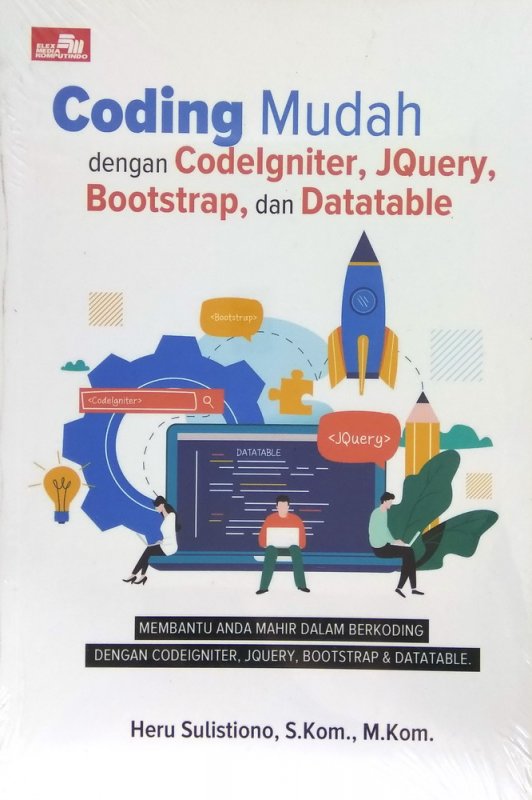 ELEX
MEDIA
KOMPUTINDO
Coding Mudah
dengan CodeIgniter, JQuery,
Bootstrap, dan Datatable
<Bootstrap>
<CodeIgniter>
<JQuery>
DATATABLE
MEMBANTU ANDA MAHIR DALAM BERKODING
DENGAN CODEIGNITER, JQUERY, BOOTSTRAP & DATATABLE.
Heru Sulistiono, S.Kom., M.Kom.